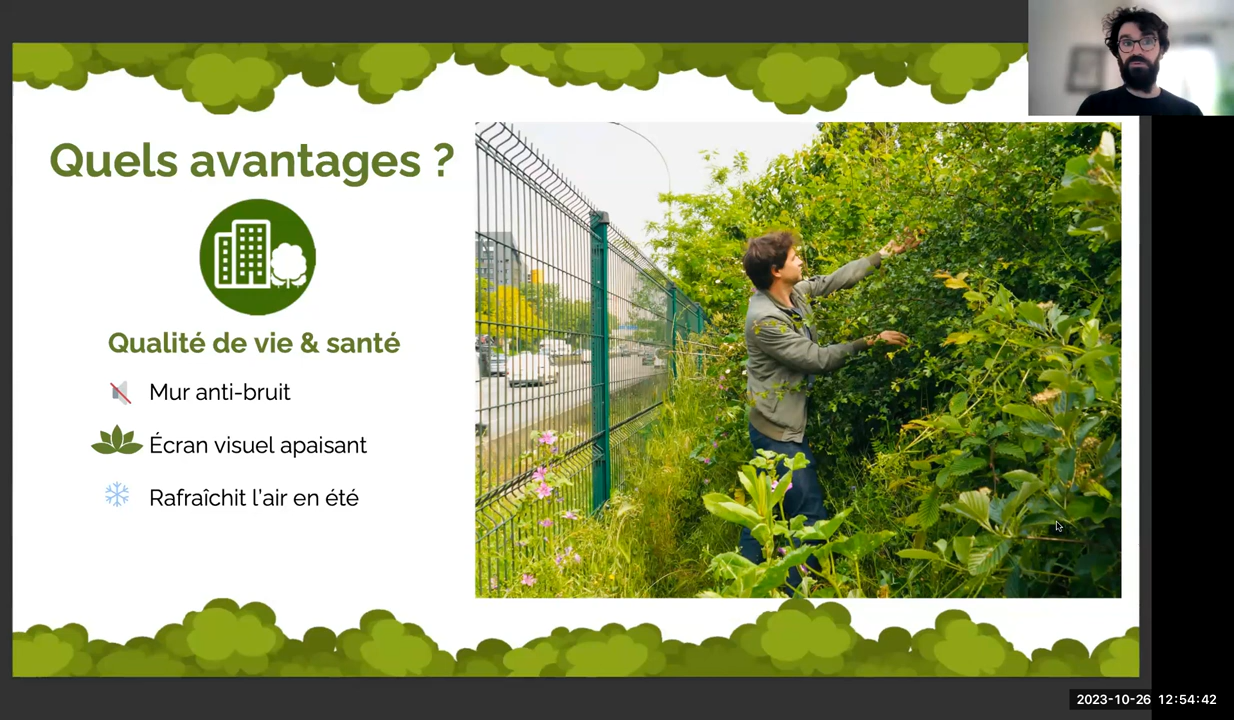 Quels avantages ?
Qualité de vie & santé
Mur anti-bruit
Écran visuel apaisant
Rafraîchit l'air en été
2023-10-26 12:54:42